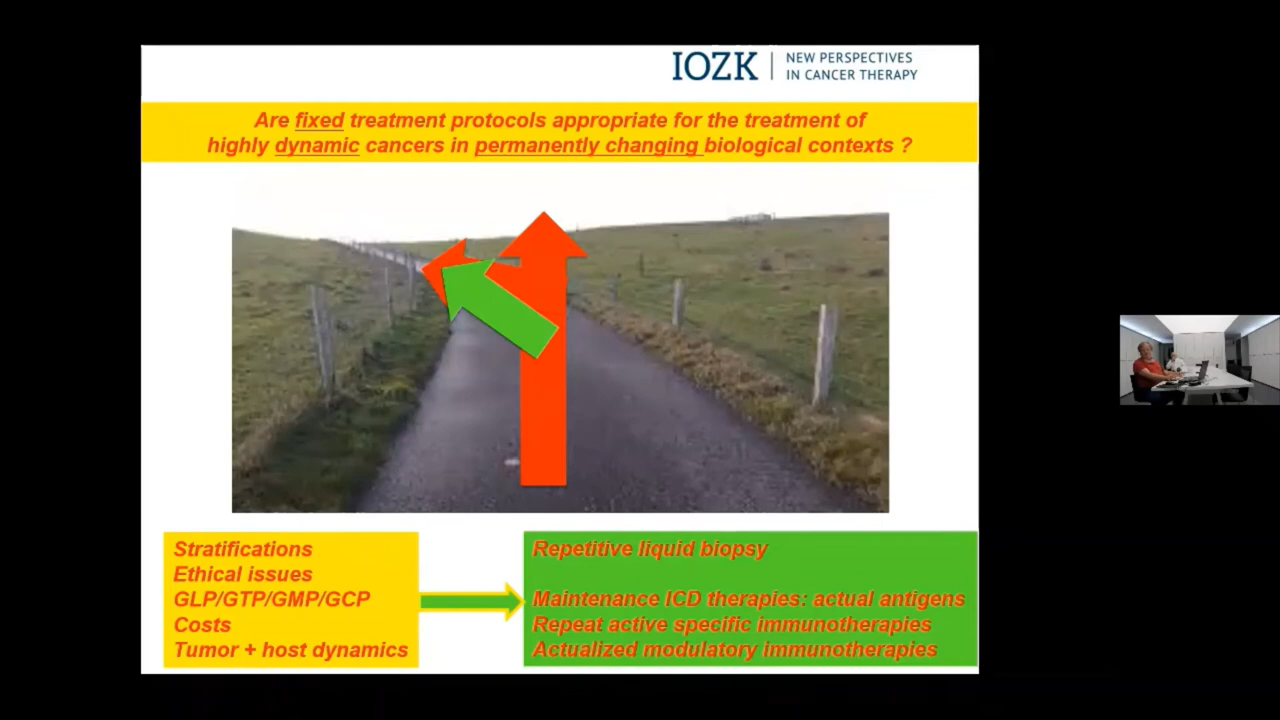 IOZK
NEW PERSPECTIVES
IN CANCER THERAPY
Are fixed treatment protocols appropriate for the treatment of
highly dynamic cancers in permanently changing biological contexts ?
Stratifications
Ethical issues
GLP/GTP/GMP/GCP
Costs
Tumor + host dynamics
Repetitive liquid biopsy
Maintenance ICD therapies: actual antigens
Repeat active specific immunotherapies
Actualized modulatory immunotherapies